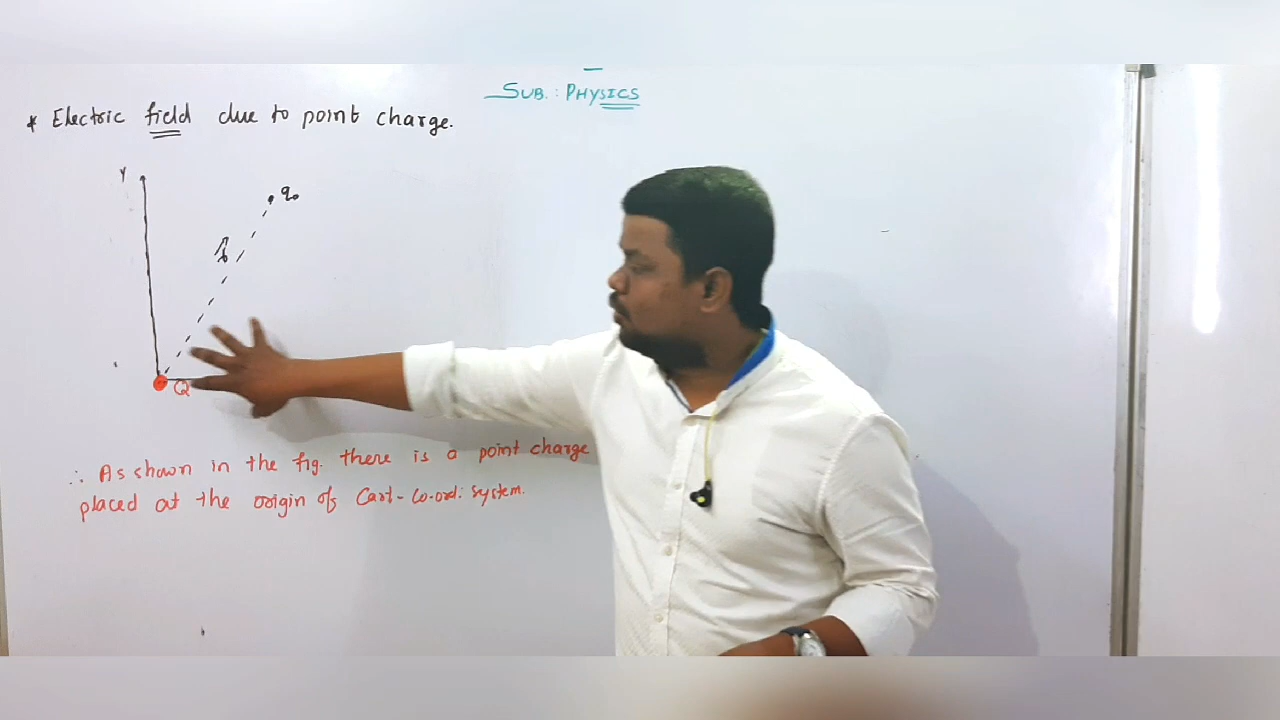 SUB.: PHYSICS
* Electric field due to point charge.
Y
q₀
Q
∴ As shown in the fig. there is a point charge
placed at the origin of Cart-co-ord: system.